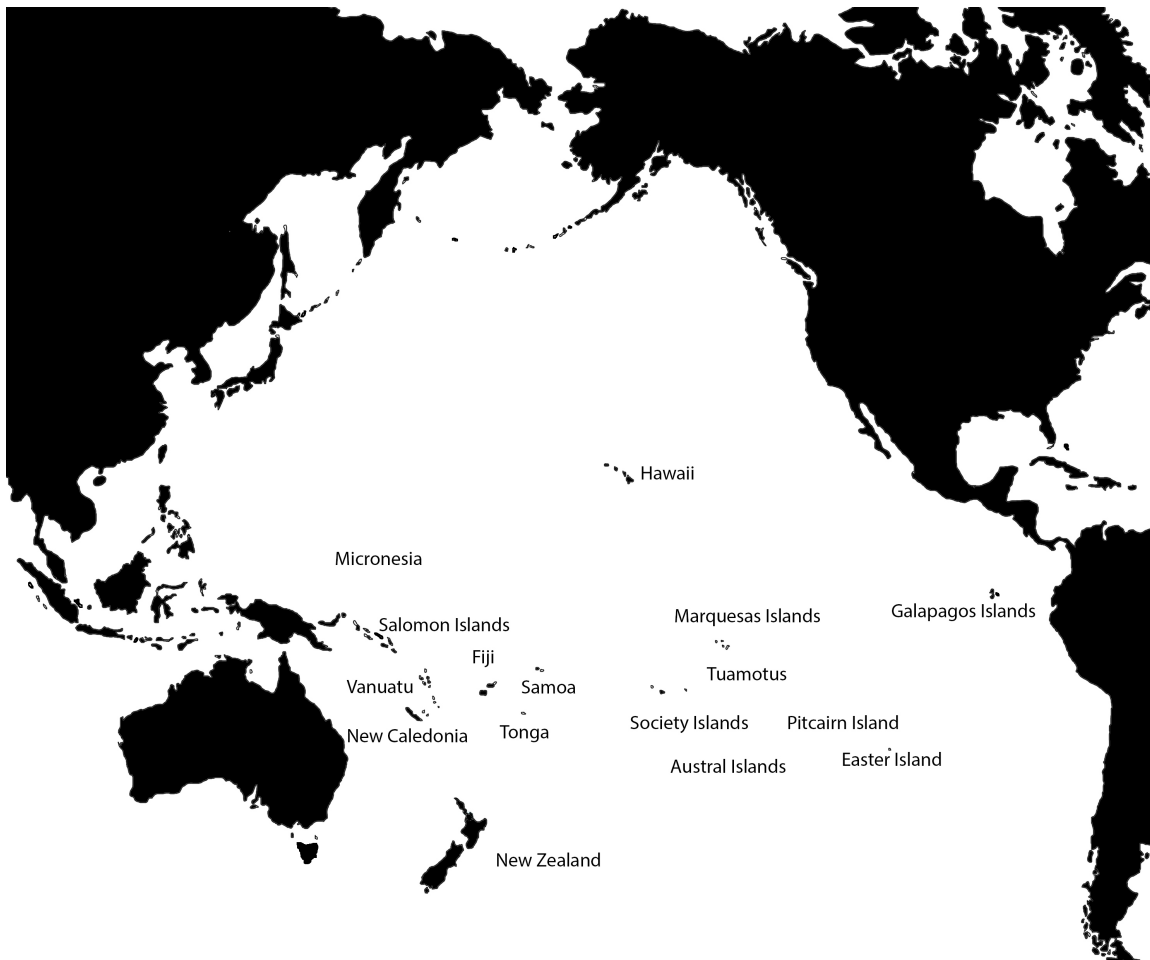 Hawaii
Micronesia
Galapagos Islands
Marquesas Islands
Salomon Islands
Fiji
Tuamotus
Vanuatu
Samoa
Society Islands
Pitcairn Island
New Caledonia
Tonga
Easter Island
Austral Islands
New Zealand